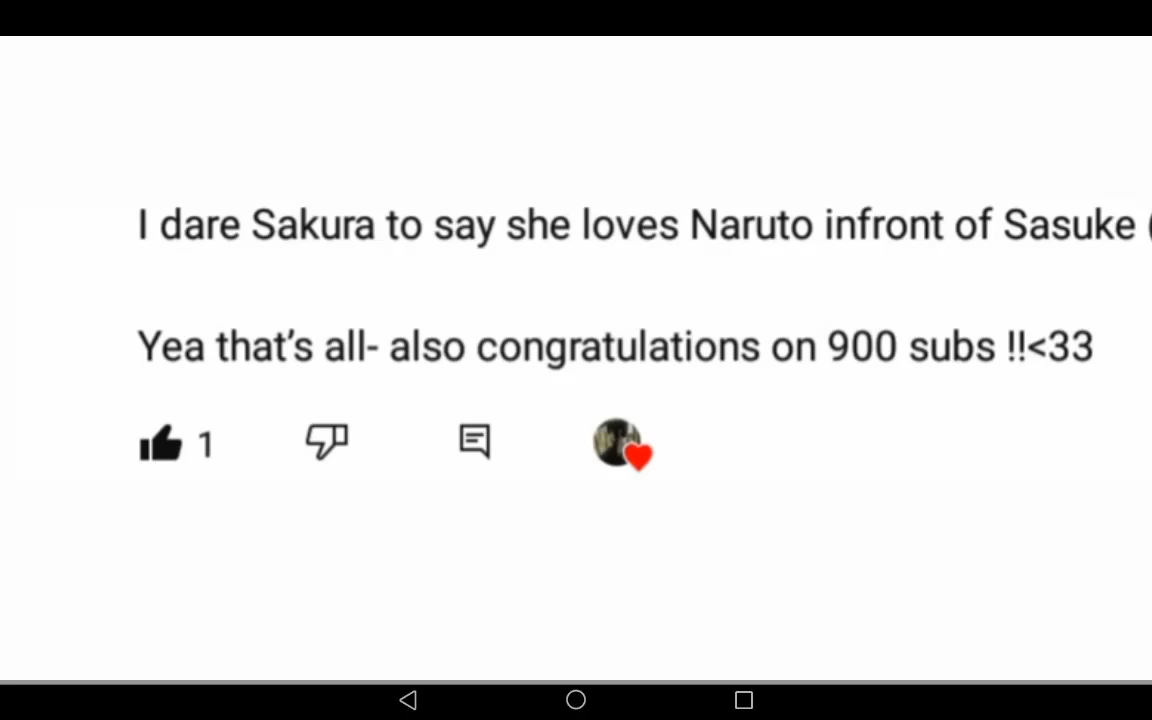 I dare Sakura to say she loves Naruto infront of Sasuke (
Yea that's all- also congratulations on 900 subs !!<33
1